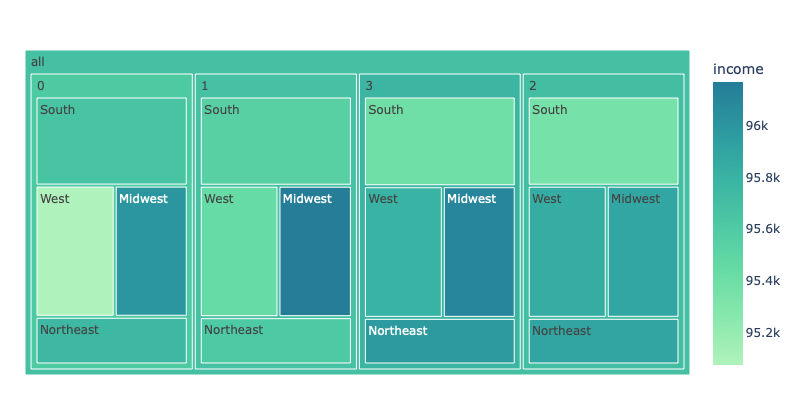 all
0
1
3
2
South
South
South
South
West
Midwest
West
Midwest
West
Midwest
West
Midwest
Northeast
Northeast
Northeast
Northeast
income
96k
95.8k
95.6k
95.4k
95.2k